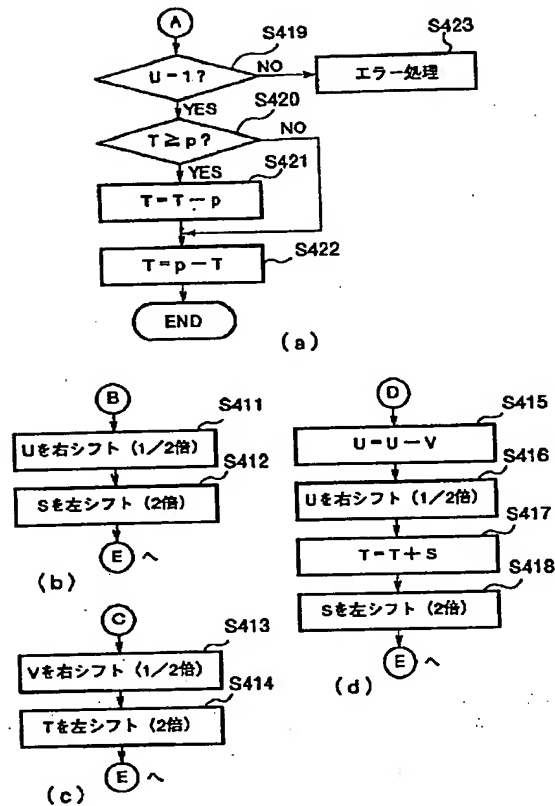 A
S419
S423
U=1?
NO
エラー処理
YES
S420
T≧p?
NO
YES
S421
T=T-p
S422
T=p-T
END
(a)
B
S411
Uを右シフト(1/2倍)
S412
Sを左シフト(2倍)
Eへ
(b)
C
S413
Vを右シフト(1/2倍)
S414
Tを左シフト(2倍)
Eへ
(c)
D
S415
U=U-V
S416
Uを右シフト(1/2倍)
S417
T=T+S
S418
Sを左シフト(2倍)
Eへ
(d)